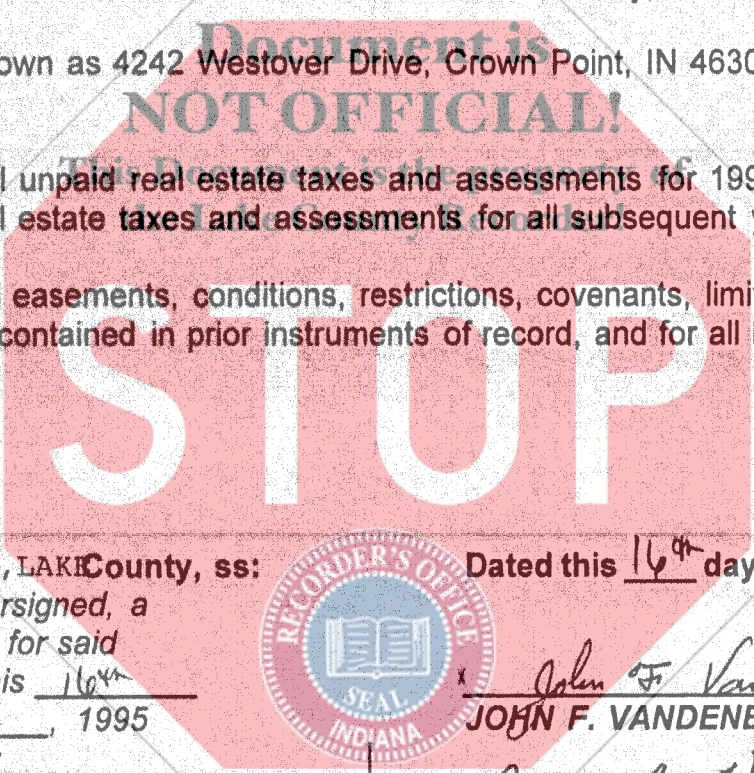 Document is
own as 4242 Westover Drive, Crown Point, IN 4630
NOT OFFICIAL!
This Document is the property of
l unpaid real estate taxes and assessments for 199
l estate taxes and assessments for all subsequent
the Lake County Recorder!
easements, conditions, restrictions, covenants, limi
contained in prior instruments of record, and for all
STOP
, LAKE County, ss:
Dated this 16th day
rsigned, a
for said
is 16th
, 1995
x John F. Van
JOHN F. VANDENE
RECORDER'S OFFICE
SEAL
INDIANA